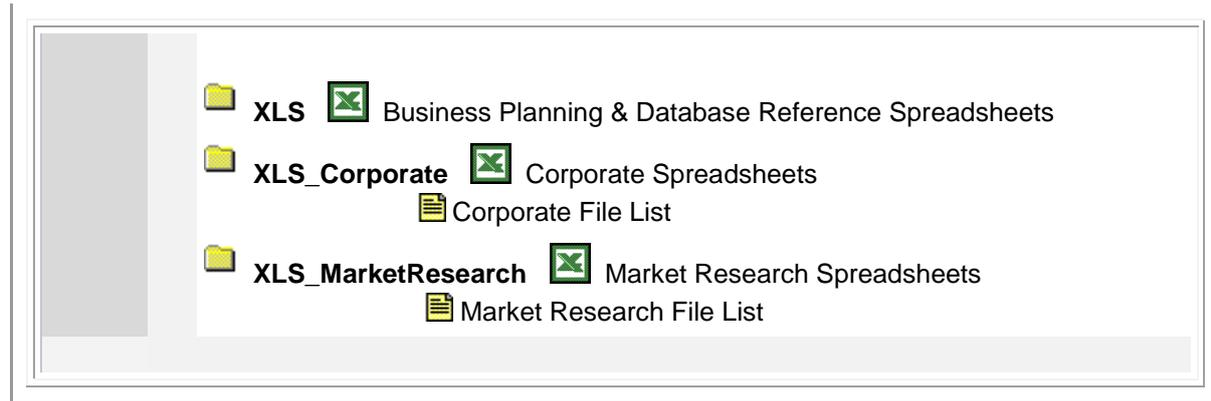 XLS Business Planning & Database Reference Spreadsheets
XLS_Corporate Corporate Spreadsheets
Corporate File List
XLS_MarketResearch Market Research Spreadsheets
Market Research File List